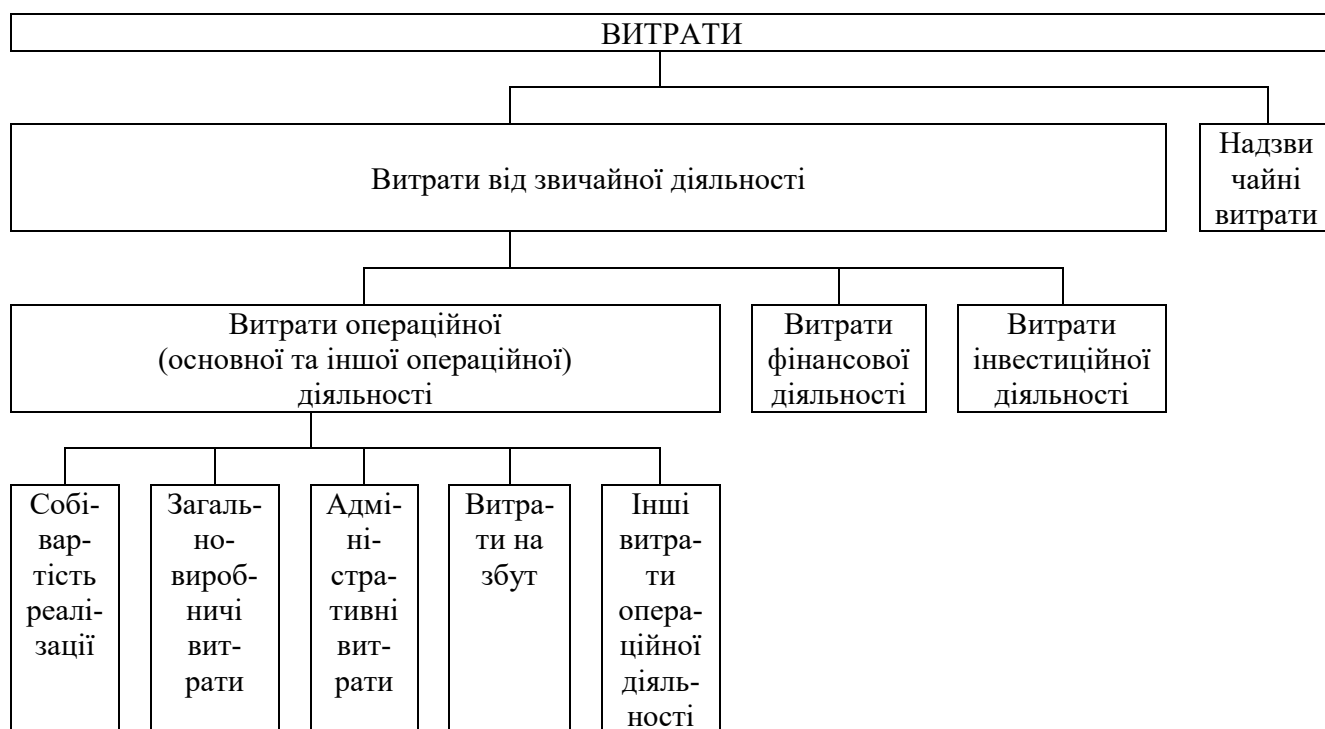 ВИТРАТИ
Витрати від звичайної діяльності
Надзви
чайні
витрати
Витрати операційної
(основної та іншої операційної)
діяльності
Витрати
фінансової
діяльності
Витрати
інвестиційної
діяльності
Собі-
вар-
тість
реалі-
зації
Загаль-
но-
вироб-
ничі
вит-
рати
Адмі-
ні-
стра-
тивні
вит-
рати
Витра-
ти на
збут
Інші
витра-
ти
опера-
ційної
діяль-
ності